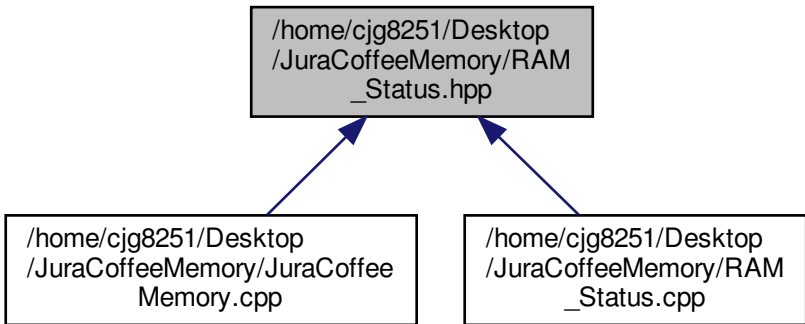 /home/cjg8251/Desktop
/JuraCoffeeMemory/RAM
_Status.hpp
/home/cjg8251/Desktop
/JuraCoffeeMemory/JuraCoffee
Memory.cpp
/home/cjg8251/Desktop
/JuraCoffeeMemory/RAM
_Status.cpp